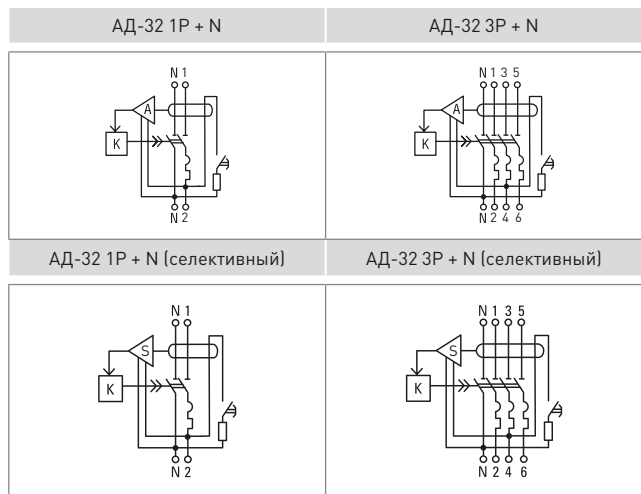 АД-32 1P + N
АД-32 3P + N
N 1
A
K
N 2
N 1 3 5
A
K
N 2 4 6
АД-32 1P + N (селективный)
АД-32 3P + N (селективный)
N 1
S
K
N 2
N 1 3 5
S
K
N 2 4 6